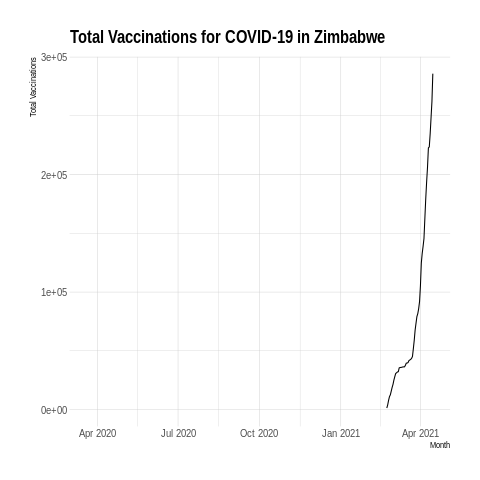 Total Vaccinations for COVID-19 in Zimbabwe
Total Vaccinations
3e+05
2e+05
1e+05
0e+00
Apr 2020 Jul 2020 Oct 2020 Jan 2021 Apr 2021
Month